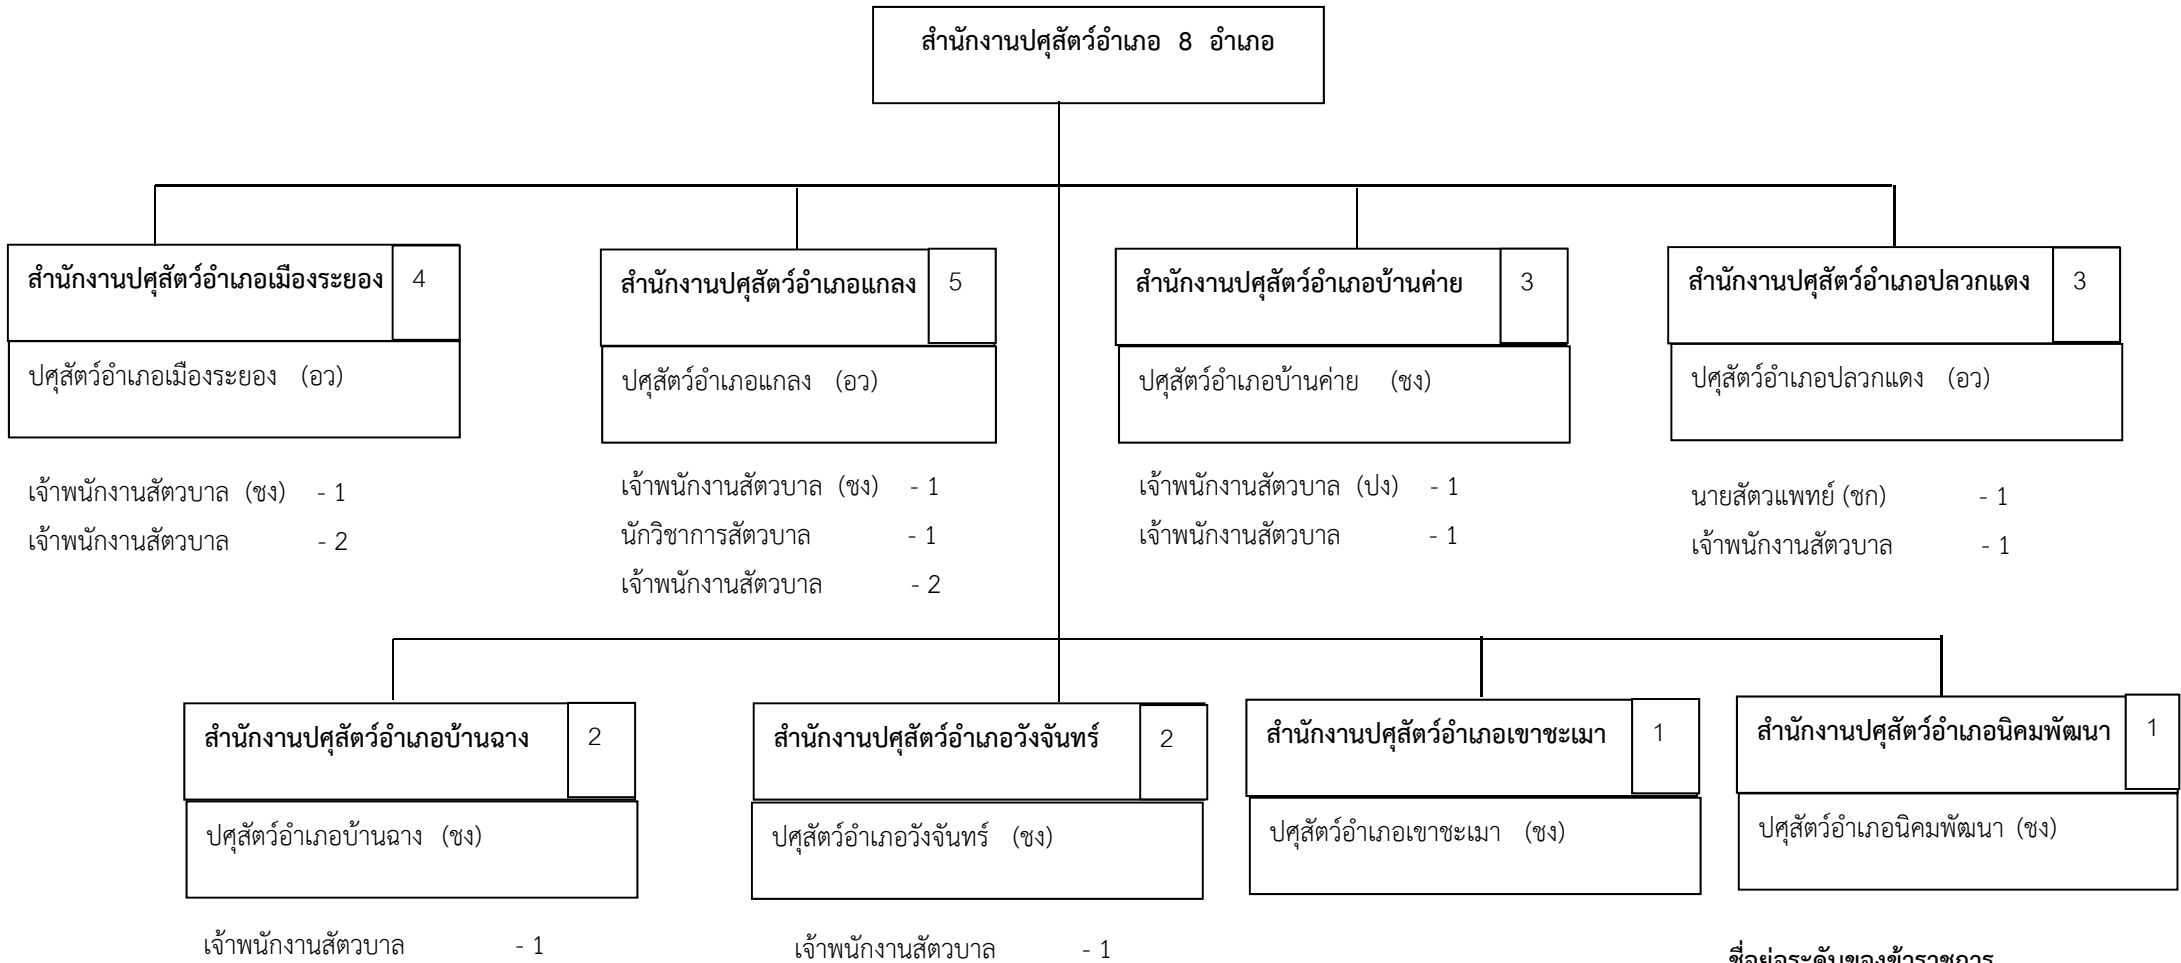 สำนักงานปศุสัตว์อำเภอ 8 อำเภอ
สำนักงานปศุสัตว์อำเภอเมืองระยอง 4
ปศุสัตว์อำเภอเมืองระยอง (อว)
เจ้าพนักงานสัตวบาล (ชง) - 1
เจ้าพนักงานสัตวบาล - 2
สำนักงานปศุสัตว์อำเภอแกลง 5
ปศุสัตว์อำเภอแกลง (อว)
เจ้าพนักงานสัตวบาล (ชง) - 1
นักวิชาการสัตวบาล - 1
เจ้าพนักงานสัตวบาล - 2
สำนักงานปศุสัตว์อำเภอบ้านค่าย 3
ปศุสัตว์อำเภอบ้านค่าย (ชง)
เจ้าพนักงานสัตวบาล (ปง) - 1
เจ้าพนักงานสัตวบาล - 1
สำนักงานปศุสัตว์อำเภอปลวกแดง 3
ปศุสัตว์อำเภอปลวกแดง (อว)
นายสัตวแพทย์ (ชก) - 1
เจ้าพนักงานสัตวบาล - 1
สำนักงานปศุสัตว์อำเภอบ้านฉาง 2
ปศุสัตว์อำเภอบ้านฉาง (ชง)
เจ้าพนักงานสัตวบาล - 1
สำนักงานปศุสัตว์อำเภอวังจันทร์ 2
ปศุสัตว์อำเภอวังจันทร์ (ชง)
เจ้าพนักงานสัตวบาล - 1
สำนักงานปศุสัตว์อำเภอเขาชะเมา 1
ปศุสัตว์อำเภอเขาชะเมา (ชง)
สำนักงานปศุสัตว์อำเภอนิคมพัฒนา 1
ปศุสัตว์อำเภอนิคมพัฒนา (ชง)
ชื่อย่อระดับของข้าราชการ